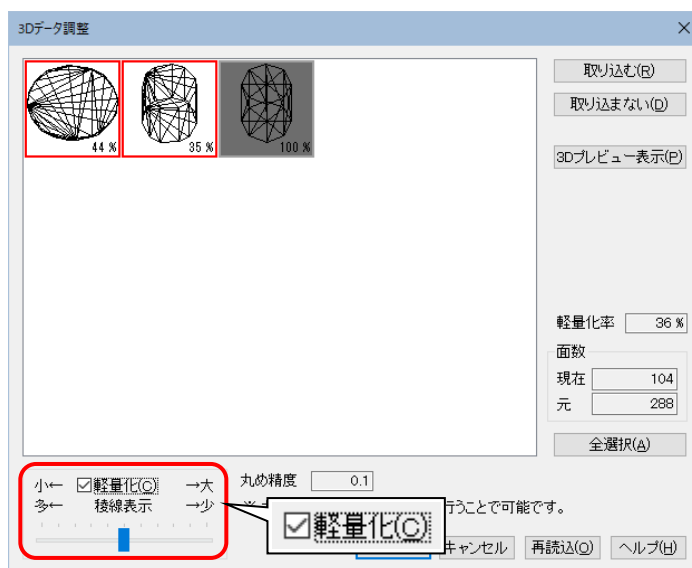 3Dデータ調整
44 %
35 %
100 %
取り込む(R)
取り込まない(D)
3Dプレビュー表示(P)
軽量化率 36 %
面数
現在 104
元 288
全選択(A)
小← 軽量化(C) →大
多← 稜線表示 →少
丸め精度 0.1
行うことで可能です。
軽量化(C)
キャンセル
再読込(O)
ヘルプ(H)